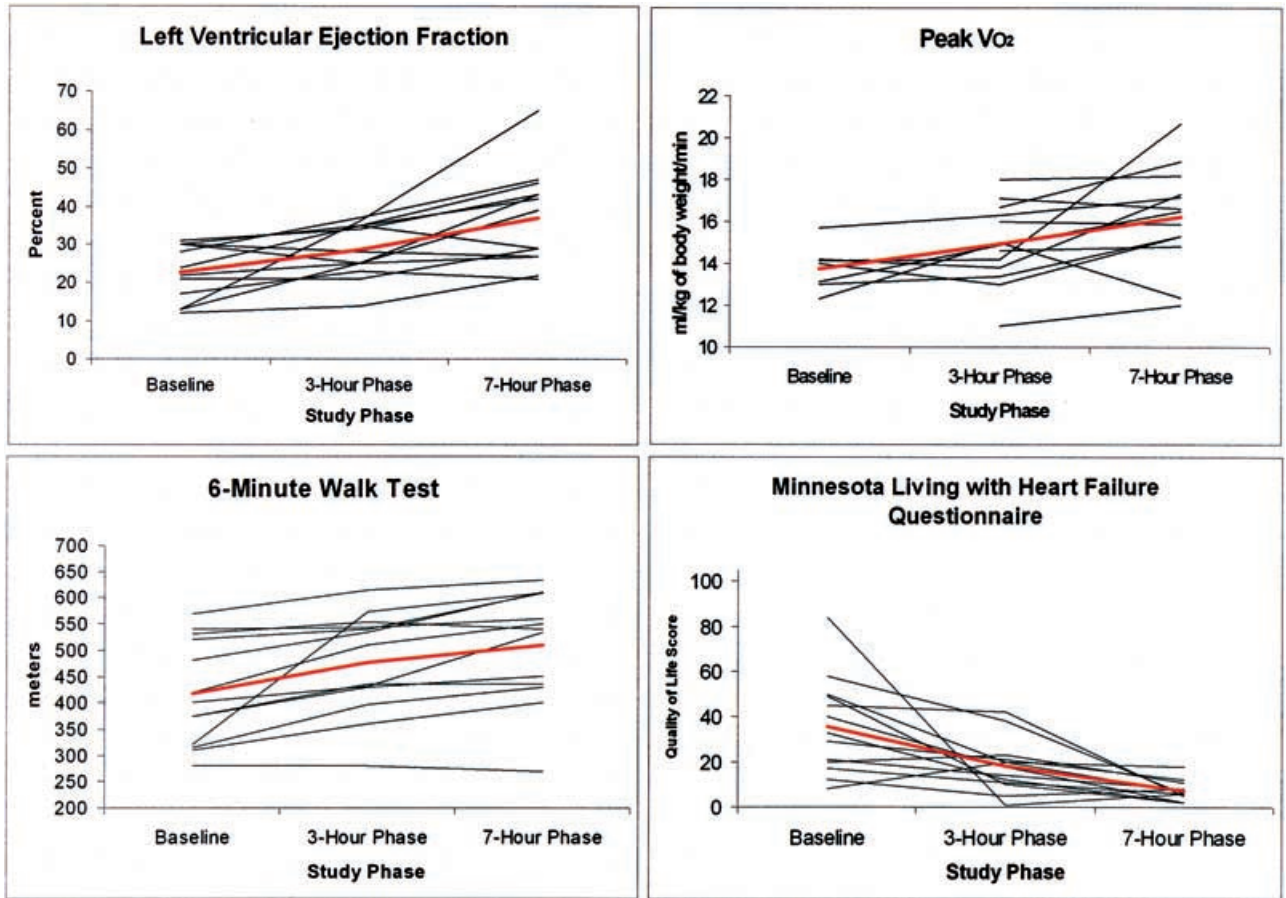 Left Ventricular Ejection Fraction
70
60
50
40
30
20
10
0
Percent
Baseline 3-Hour Phase 7-Hour Phase
Study Phase
Peak VO2
22
20
18
16
14
12
10
ml/kg of body weight/min
Baseline 3-Hour Phase 7-Hour Phase
Study Phase
6-Minute Walk Test
700
650
600
550
500
450
400
350
300
250
200
meters
Baseline 3-Hour Phase 7-Hour Phase
Study Phase
Minnesota Living with Heart Failure
Questionnaire
100
80
60
40
20
0
Quality of Life Score
Baseline 3-Hour Phase 7-Hour Phase
Study Phase